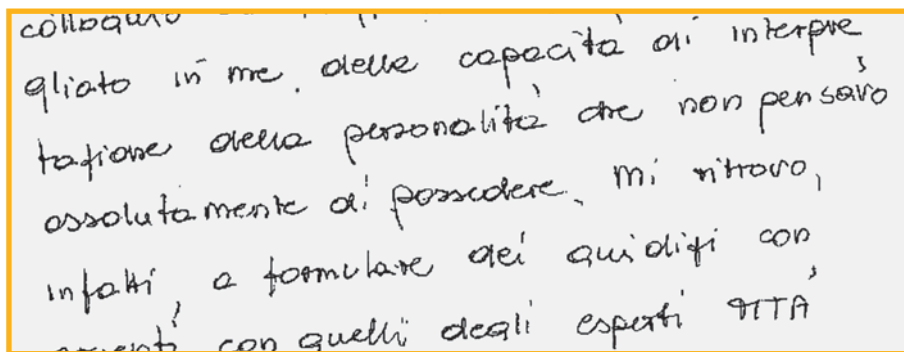 colloquio
gliato in me. delle capacità di interpre
tazione della personalità che non pensavo
assolutamente di possedere. Mi ritrovo,
infatti, a formulare dei giudizi con
con quelli degli esperti